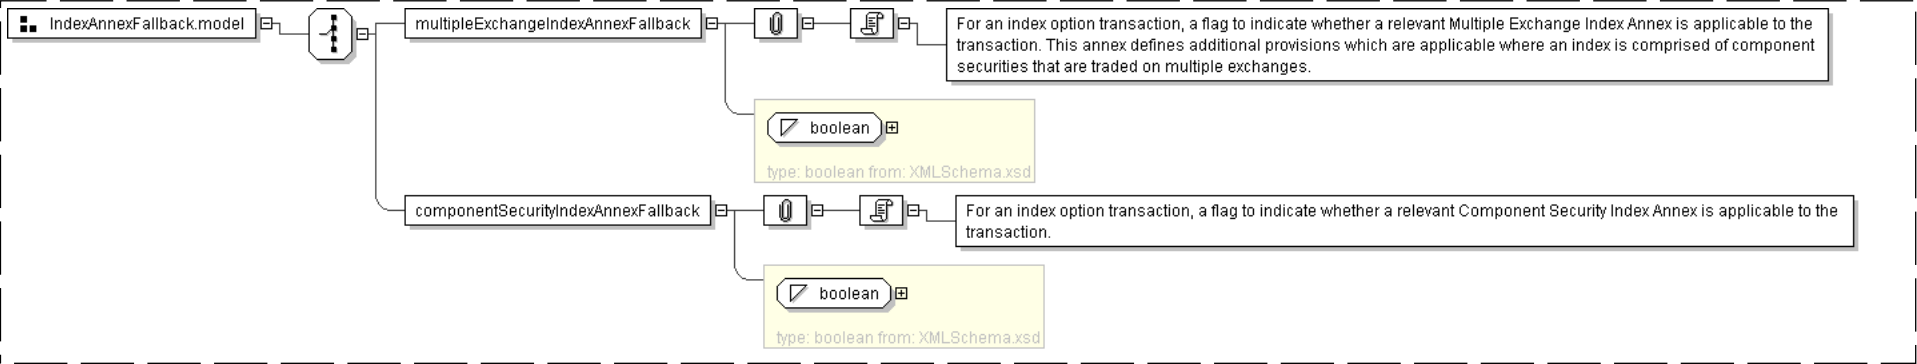 IndexAnnexFallback.model
multipleExchangeIndexAnnexFallback
For an index option transaction, a flag to indicate whether a relevant Multiple Exchange Index Annex is applicable to the
transaction. This annex defines additional provisions which are applicable where an index is comprised of component
securities that are traded on multiple exchanges.
boolean
type: boolean from: XMLSchema.xsd
componentSecurityIndexAnnexFallback
For an index option transaction, a flag to indicate whether a relevant Component Security Index Annex is applicable to the
transaction.
boolean
type: boolean from: XMLSchema.xsd